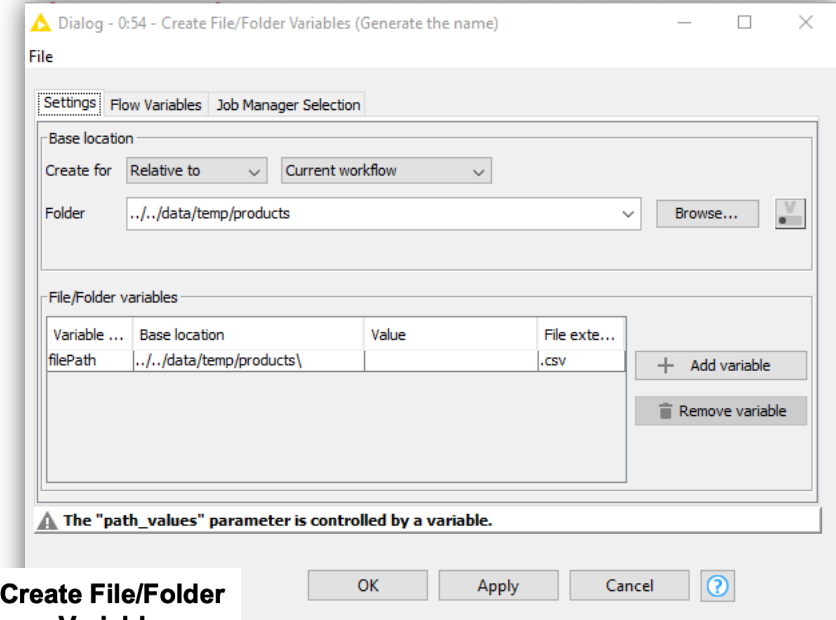 Dialog - 0:54 - Create File/Folder Variables (Generate the name)
File
Settings Flow Variables Job Manager Selection
Base location
Create for Relative to Current workflow
Folder ../../data/temp/products Browse... V
File/Folder variables
Variable ... Base location Value File exte...
filePath ../../data/temp/products\ .csv
Add variable
Remove variable
The "path_values" parameter is controlled by a variable.
OK Apply Cancel ?
Create File/Folder